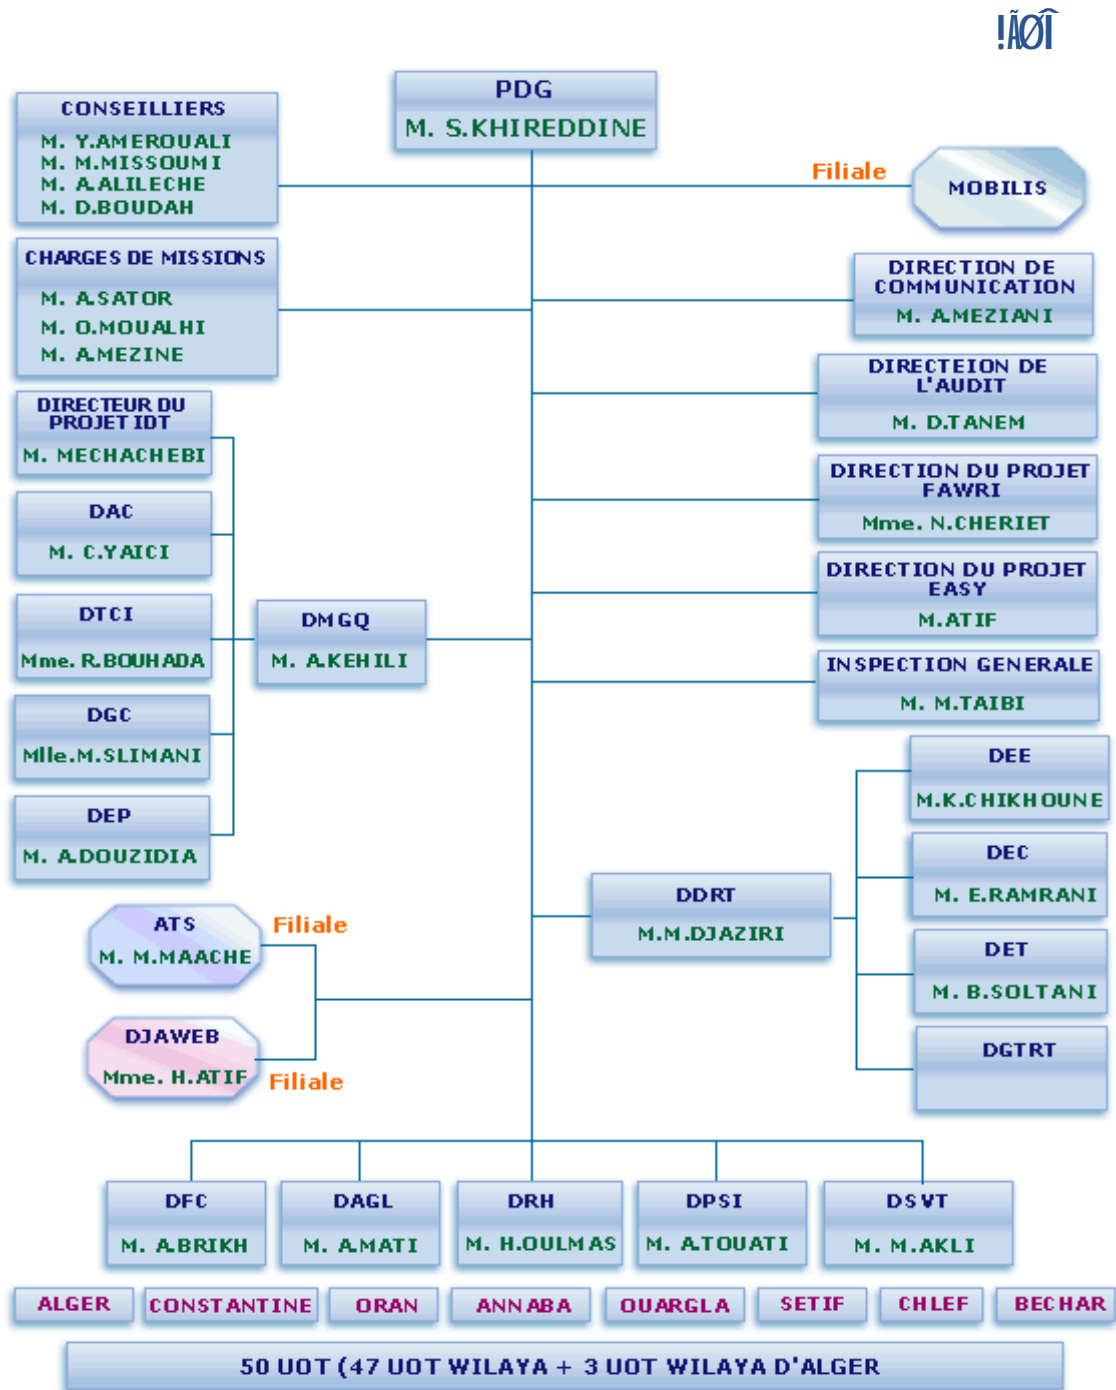 !ÃØÎ
PDG
M. S.KHIREDDINE
CONSEILLIERS
M. Y.AMEROUALI
M. M.MISSOUMI
M. A.ALILECHE
M. D.BOUDAH
Filiale
MOBILIS
CHARGES DE MISSIONS
M. A.SATOR
M. O.MOUALHI
M. A.MEZINE
DIRECTION DE
COMMUNICATION
M. A.MEZIANI
DIRECTEION DE
L'AUDIT
M. D.TANEM
DIRECTEUR DU
PROJET IDT
M. MECHACHEBI
DIRECTION DU PROJET
FAWRI
Mme. N.CHERIET
DAC
M. C.YAICI
DIRECTION DU PROJET
EASY
M.ATIF
DTCI
Mme. R.BOUHADA
DMGQ
M. A.KEHILI
INSPECTION GENERALE
M. M.TAIBI
DGC
Mlle.M.SLIMANI
DEP
M. A.DOUZIDIA
DEE
M.K.CHIKHOUNE
DEC
M. E.RAMRANI
DDRT
M.M.DJAZIRI
DET
M. B.SOLTANI
DGTRT
ATS
M. M.MAACHE
Filiale
DJAWEB
Mme. H.ATIF
Filiale
DFC
M. A.BRIKH
DAGL
M. A.MATI
DRH
M. H.OULMAS
DPSI
M. A.TOUATI
DSVT
M. M.AKLI
ALGER CONSTANTINE ORAN ANNABA OUARGLA SETIF CHLEF BECHAR
50 UOT (47 UOT WILAYA + 3 UOT WILAYA D'ALGER